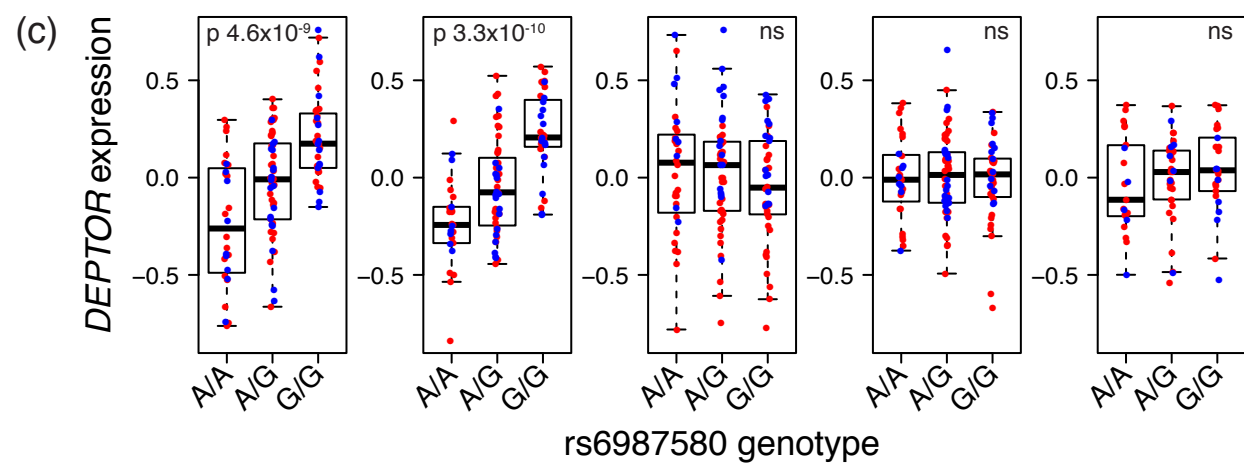 (c)
DEPTOR expression
p 4.6x10⁻⁹
0.5
0.0
−0.5
A/A
A/G
G/G
p 3.3x10⁻¹⁰
0.5
0.0
−0.5
A/A
A/G
G/G
ns
0.5
0.0
−0.5
A/A
A/G
G/G
ns
0.5
0.0
−0.5
A/A
A/G
G/G
ns
0.5
0.0
−0.5
A/A
A/G
G/G
rs6987580 genotype